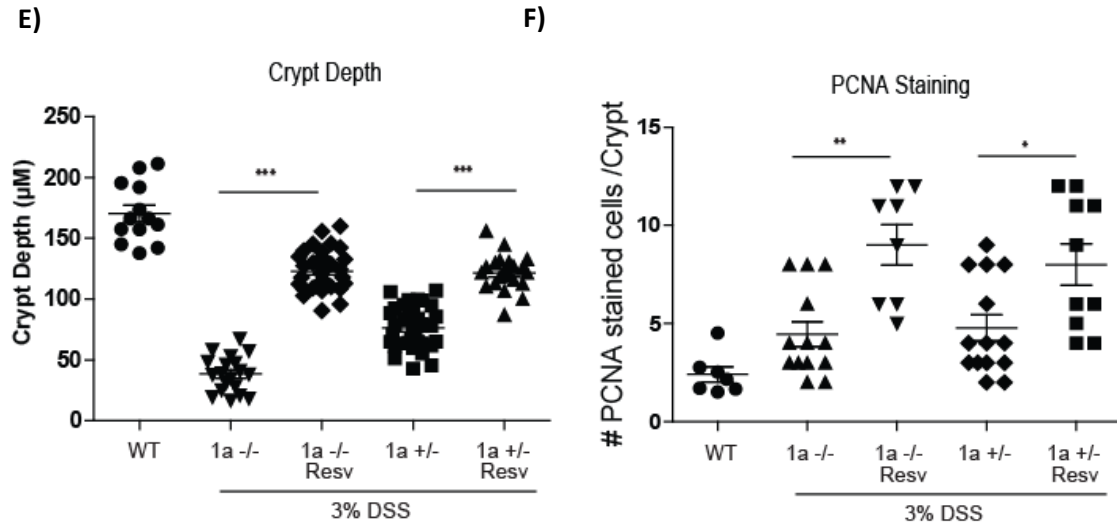 E)
Crypt Depth
Crypt Depth (µM)
250
200
150
100
50
0
***
***
WT
1a -/-
1a -/-
Resv
1a +/-
1a +/-
Resv
3% DSS
F)
PCNA Staining
# PCNA stained cells /Crypt
15
10
5
0
**
*
WT
1a -/-
1a -/-
Resv
1a +/-
1a +/-
Resv
3% DSS